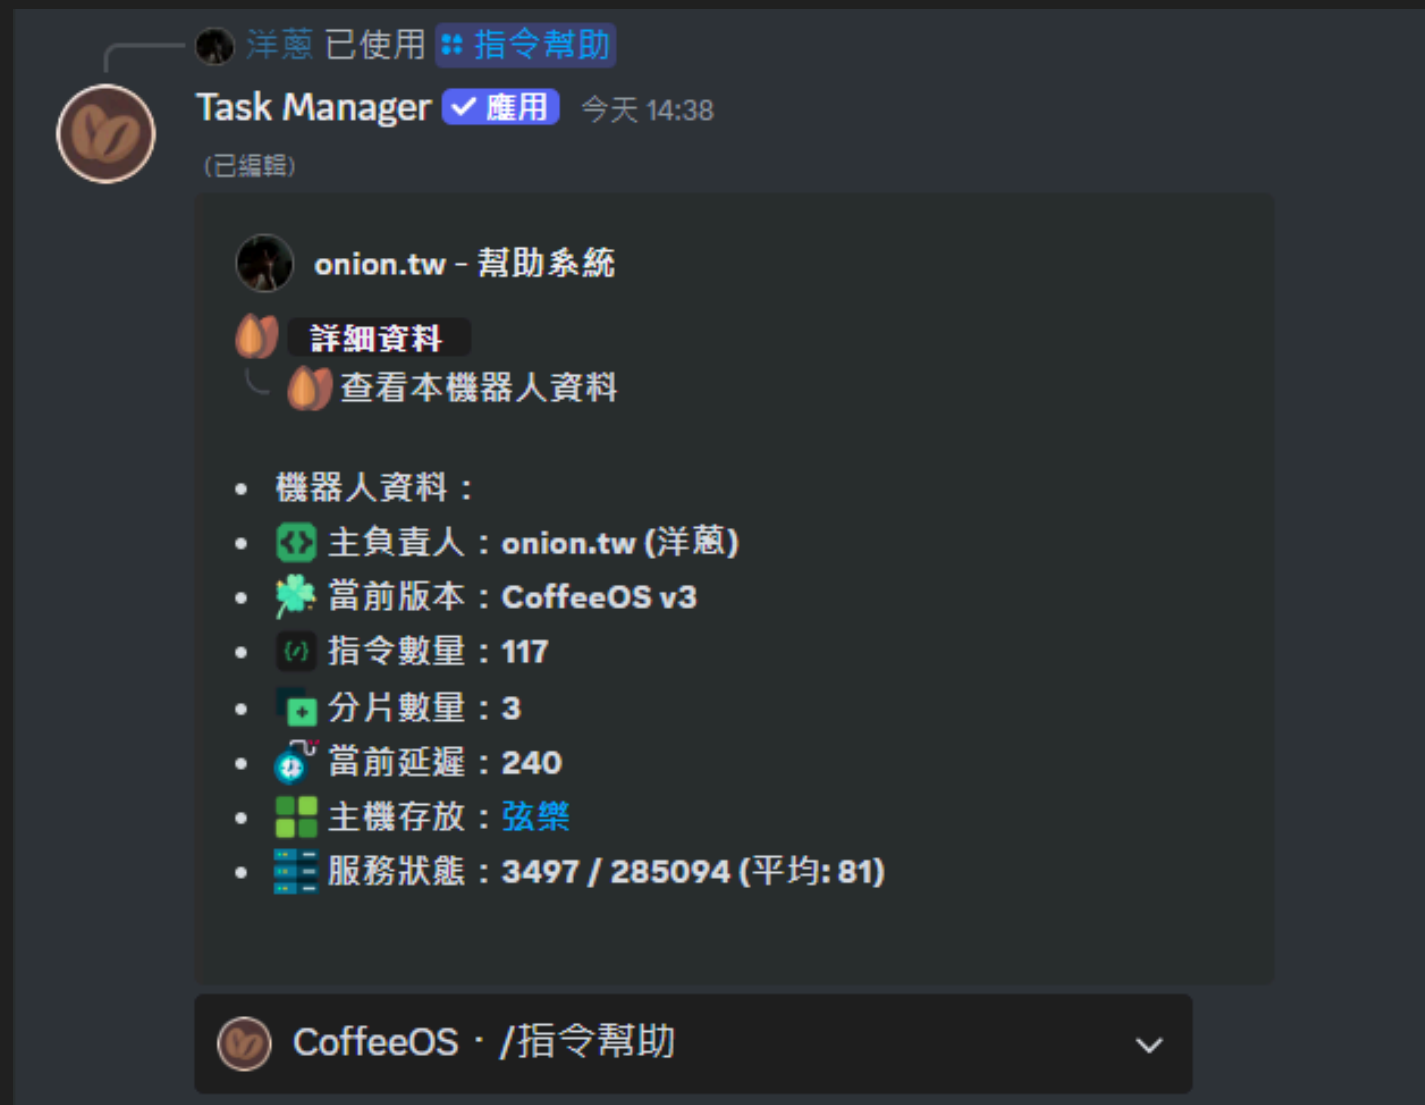 洋蔥 已使用 指令幫助
Task Manager 應用 今天 14:38
(已編輯)
onion.tw - 幫助系統
詳細資料
查看本機器人資料
• 機器人資料：
• 主負責人：onion.tw (洋蔥)
• 當前版本：CoffeeOS v3
• 指令數量：117
• 分片數量：3
• 當前延遲：240
• 主機存放：弦樂
• 服務狀態：3497 / 285094 (平均: 81)
CoffeeOS · /指令幫助